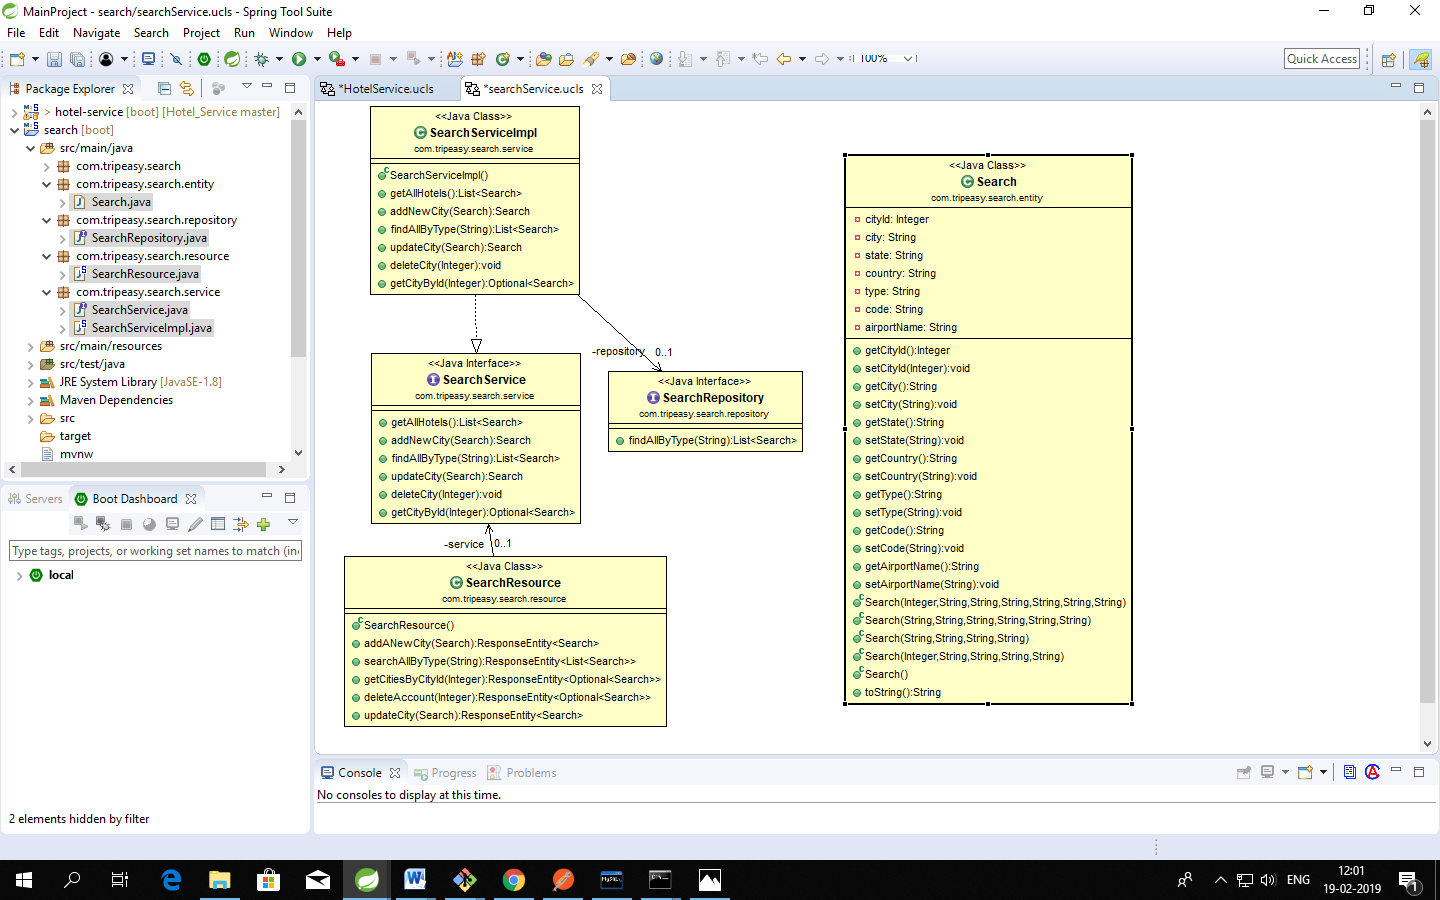 MainProject - search/searchService.ucls - Spring Tool Suite
File Edit Navigate Search Project Run Window Help
100%
Quick Access
Package Explorer
> hotel-service [boot] [Hotel_Service master]
search [boot]
src/main/java
com.tripeasy.search
com.tripeasy.search.entity
Search.java
com.tripeasy.search.repository
SearchRepository.java
com.tripeasy.search.resource
SearchResource.java
com.tripeasy.search.service
SearchService.java
SearchServiceImpl.java
src/main/resources
src/test/java
JRE System Library [JavaSE-1.8]
Maven Dependencies
src
target
mvnw
Servers
Boot Dashboard
Type tags, projects, or working set names to match (in
local
2 elements hidden by filter
*HotelService.ucls
*searchService.ucls
<<Java Class>>
SearchServiceImpl
com.tripeasy.search.service
SearchServiceImpl()
getAllHotels():List<Search>
addNewCity(Search):Search
findAllByType(String):List<Search>
updateCity(Search):Search
deleteCity(Integer):void
getCityById(Integer):Optional<Search>
-repository 0..1
<<Java Interface>>
SearchService
com.tripeasy.search.service
getAllHotels():List<Search>
addNewCity(Search):Search
findAllByType(String):List<Search>
updateCity(Search):Search
deleteCity(Integer):void
getCityById(Integer):Optional<Search>
<<Java Interface>>
SearchRepository
com.tripeasy.search.repository
findAllByType(String):List<Search>
-service 0..1
<<Java Class>>
SearchResource
com.tripeasy.search.resource
SearchResource()
addANewCity(Search):ResponseEntity<Search>
searchAllByType(String):ResponseEntity<List<Search>>
getCitiesByCityId(Integer):ResponseEntity<Optional<Search>>
deleteAccount(Integer):ResponseEntity<Optional<Search>>
updateCity(Search):ResponseEntity<Search>
<<Java Class>>
Search
com.tripeasy.search.entity
cityId: Integer
city: String
state: String
country: String
type: String
code: String
airportName: String
getCityId():Integer
setCityId(Integer):void
getCity():String
setCity(String):void
getState():String
setState(String):void
getCountry():String
setCountry(String):void
getType():String
setType(String):void
getCode():String
setCode(String):void
getAirportName():String
setAirportName(String):void
Search(Integer,String,String,String,String,String,String)
Search(String,String,String,String,String,String)
Search(String,String,String,String)
Search(Integer,String,String,String,String)
Search()
toString():String
Console
Progress
Problems
No consoles to display at this time.
ENG
12:01
19-02-2019
1